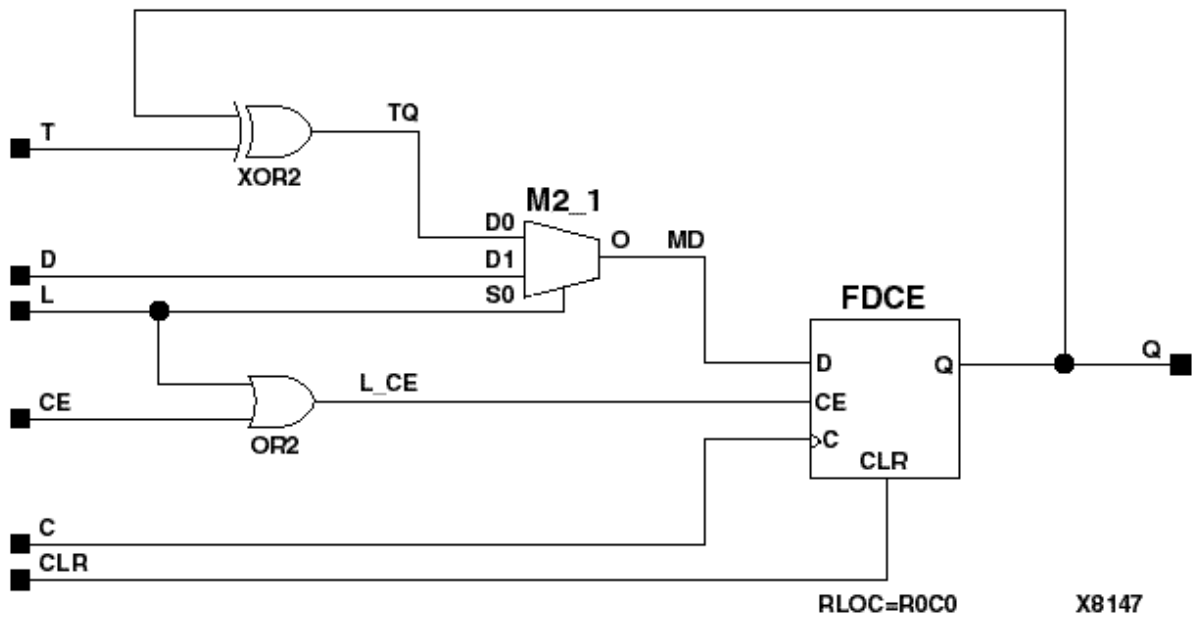 T
TQ
XOR2
M2_1
D0
O
MD
D
D1
L
S0
FDCE
D
Q
Q
CE
L_CE
CE
OR2
C
CLR
C
CLR
RLOC=R0C0
X8147